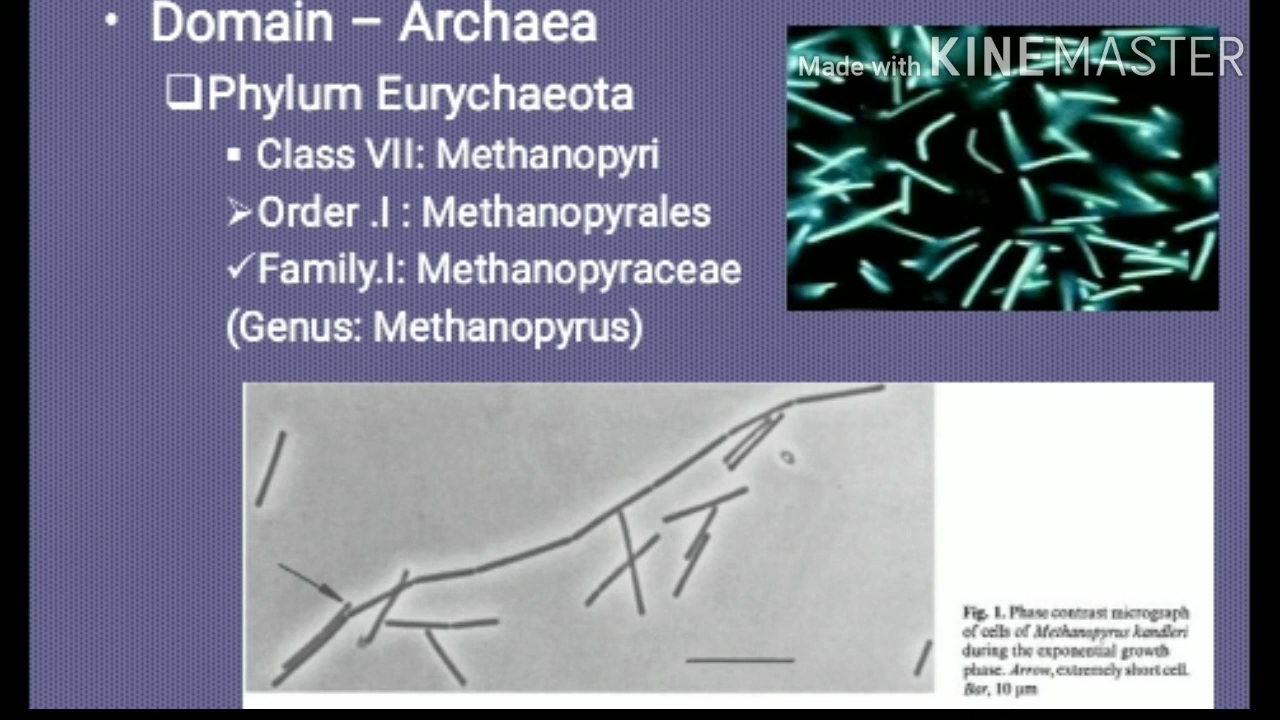 • Domain – Archaea
❑Phylum Eurychaeota
▪ Class VII: Methanopyri
➢Order .I : Methanopyrales
✓Family.I: Methanopyraceae
(Genus: Methanopyrus)
Made with KINEMASTER
Fig. 1. Phase contrast micrograph
of cells of Methanopyrus kandleri
during the exponential growth
phase. Arrow, extremely short cell.
Bar, 10 µm